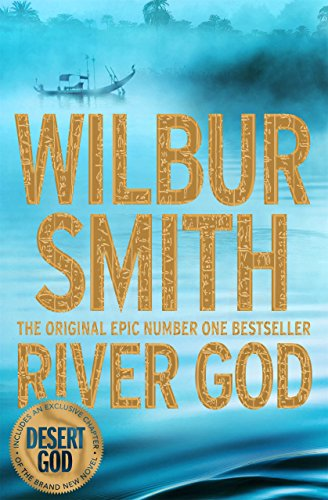 WILBUR
SMITH
THE ORIGINAL EPIC NUMBER ONE BESTSELLER
RIVER GOD
INCLUDES AN EXCLUSIVE CHAPTER
DESERT
GOD
OF THE BRAND NEW NOVEL